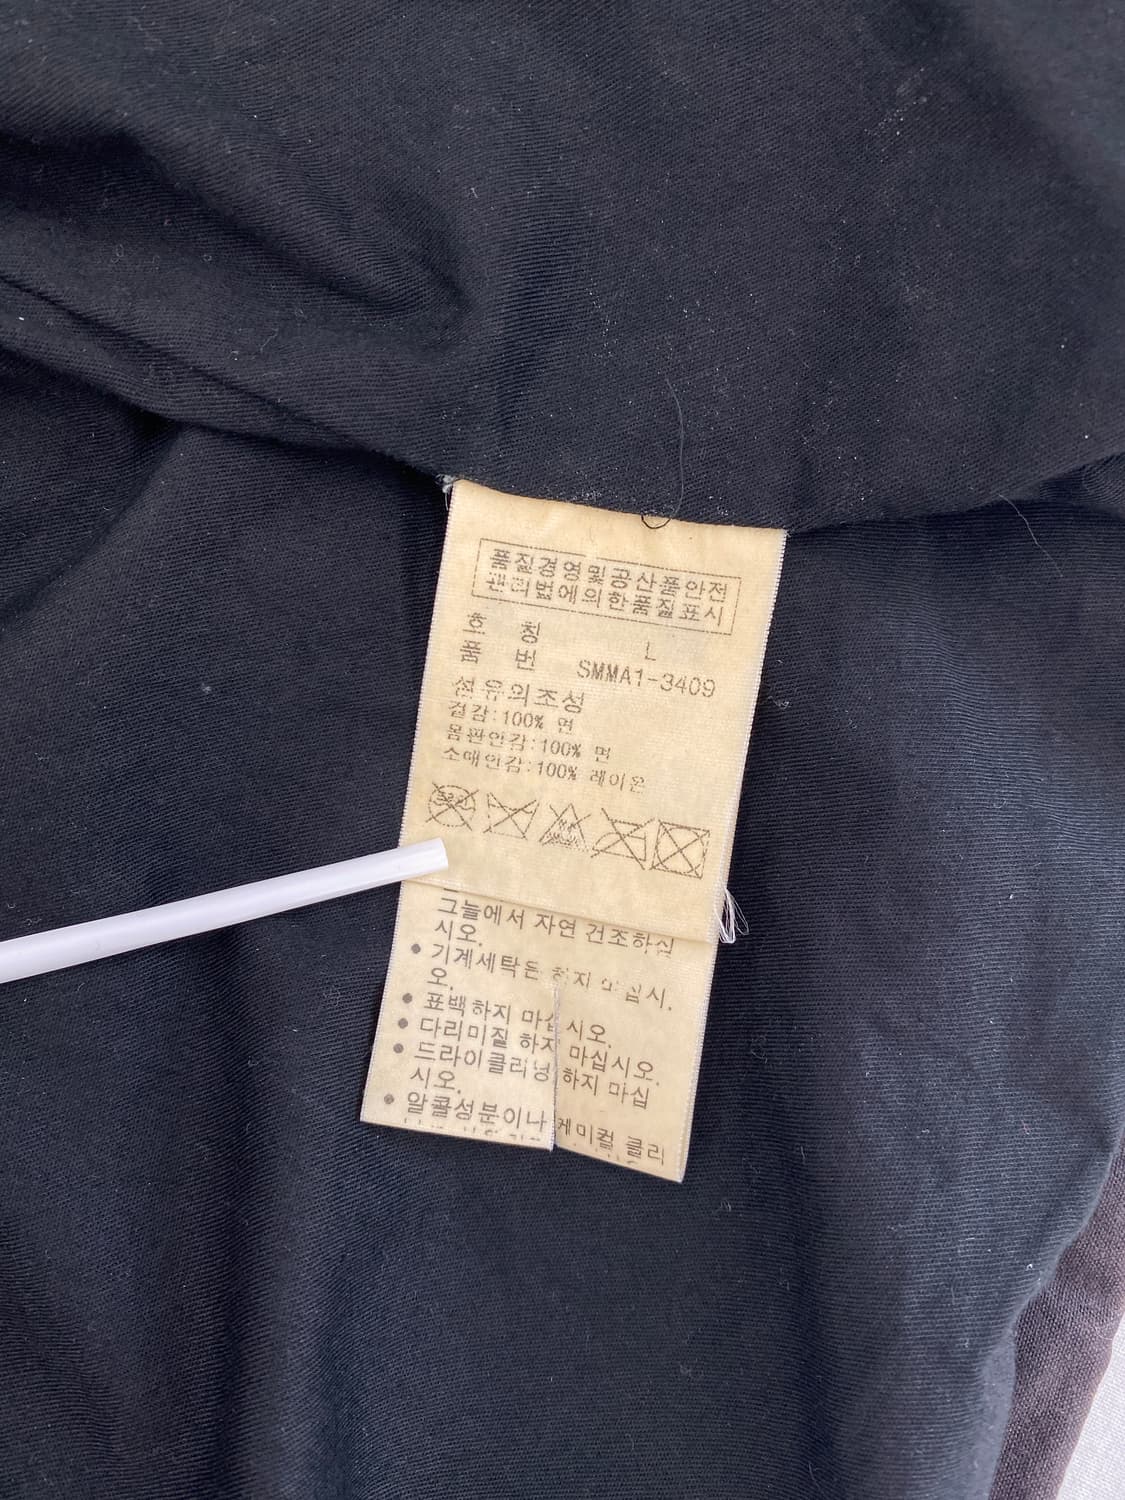 품질경영및공산품안전
관리법에의한품질표시
호 칭 L
품 번 SMMA1-3409
섬유의조성
겉감:100% 면
몸판안감:100% 면
소매안감:100% 레이온
그늘에서 자연 건조하십
시오.
• 기계세탁은 하지 마십시
오.
• 표백하지 마십시오.
• 다리미질 하지 마십시오.
• 드라이클리닝 하지 마십
시오.
• 알콜성분이나 케미컬 클리